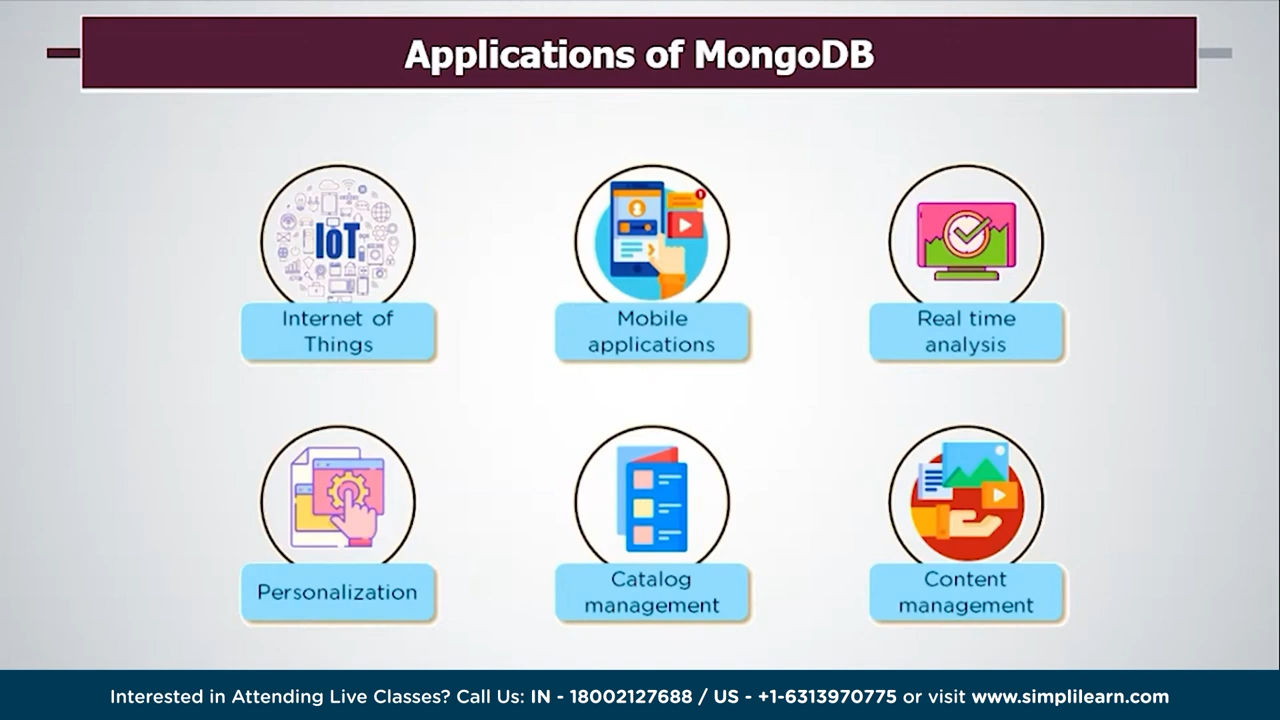 Applications of MongoDB
IoT
Internet of
Things
Mobile
applications
Real time
analysis
Personalization
Catalog
management
Content
management
Interested in Attending Live Classes? Call Us: IN - 18002127688 / US - +1-6313970775 or visit www.simplilearn.com